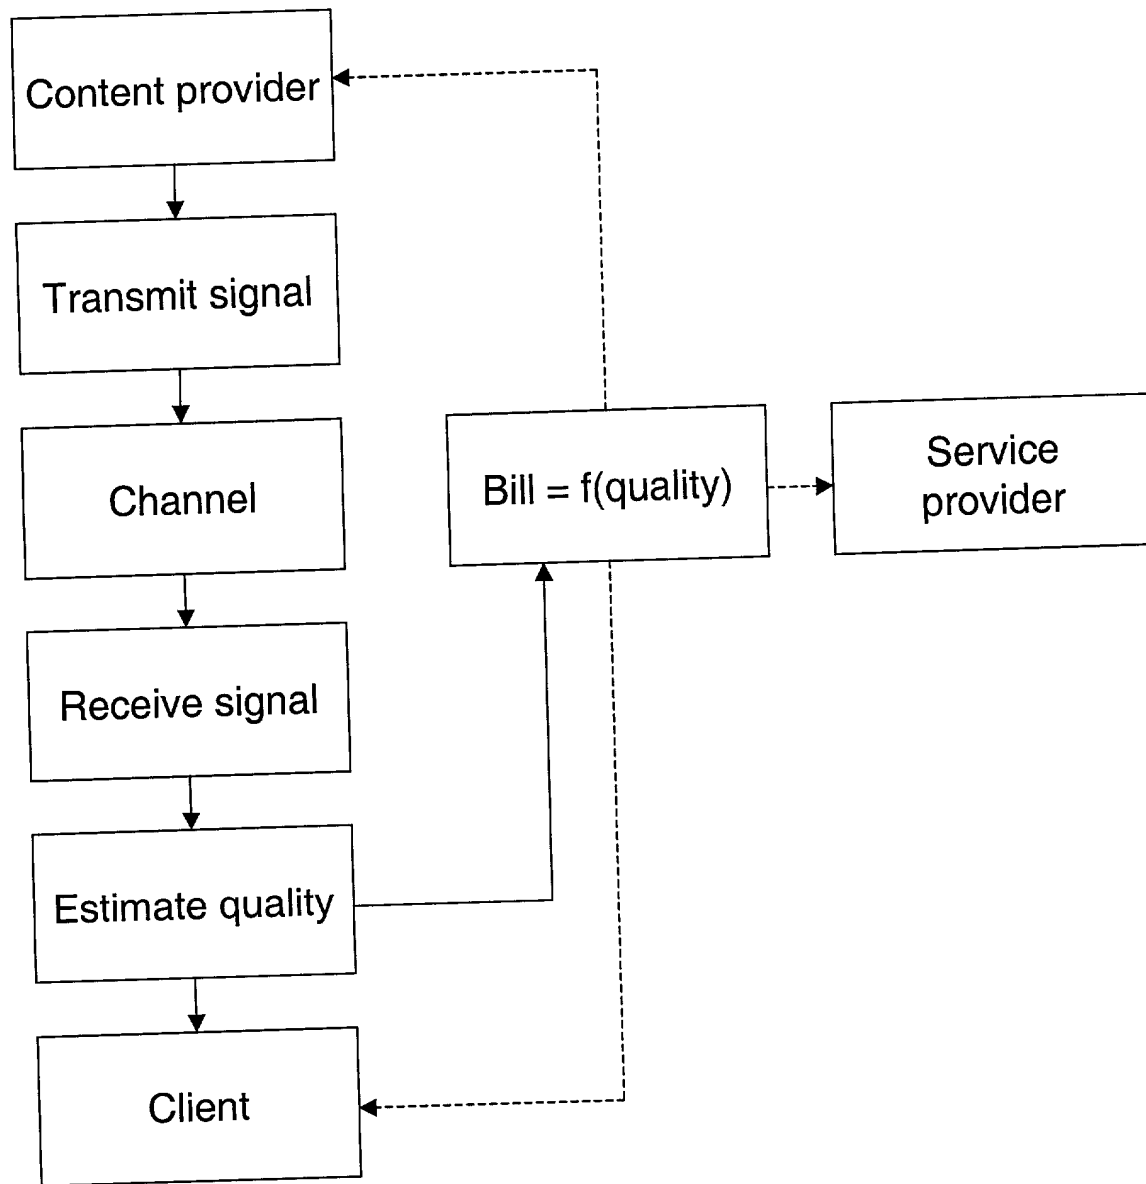 Content provider
Transmit signal
Channel
Receive signal
Estimate quality
Client
Bill = f(quality)
Service
provider